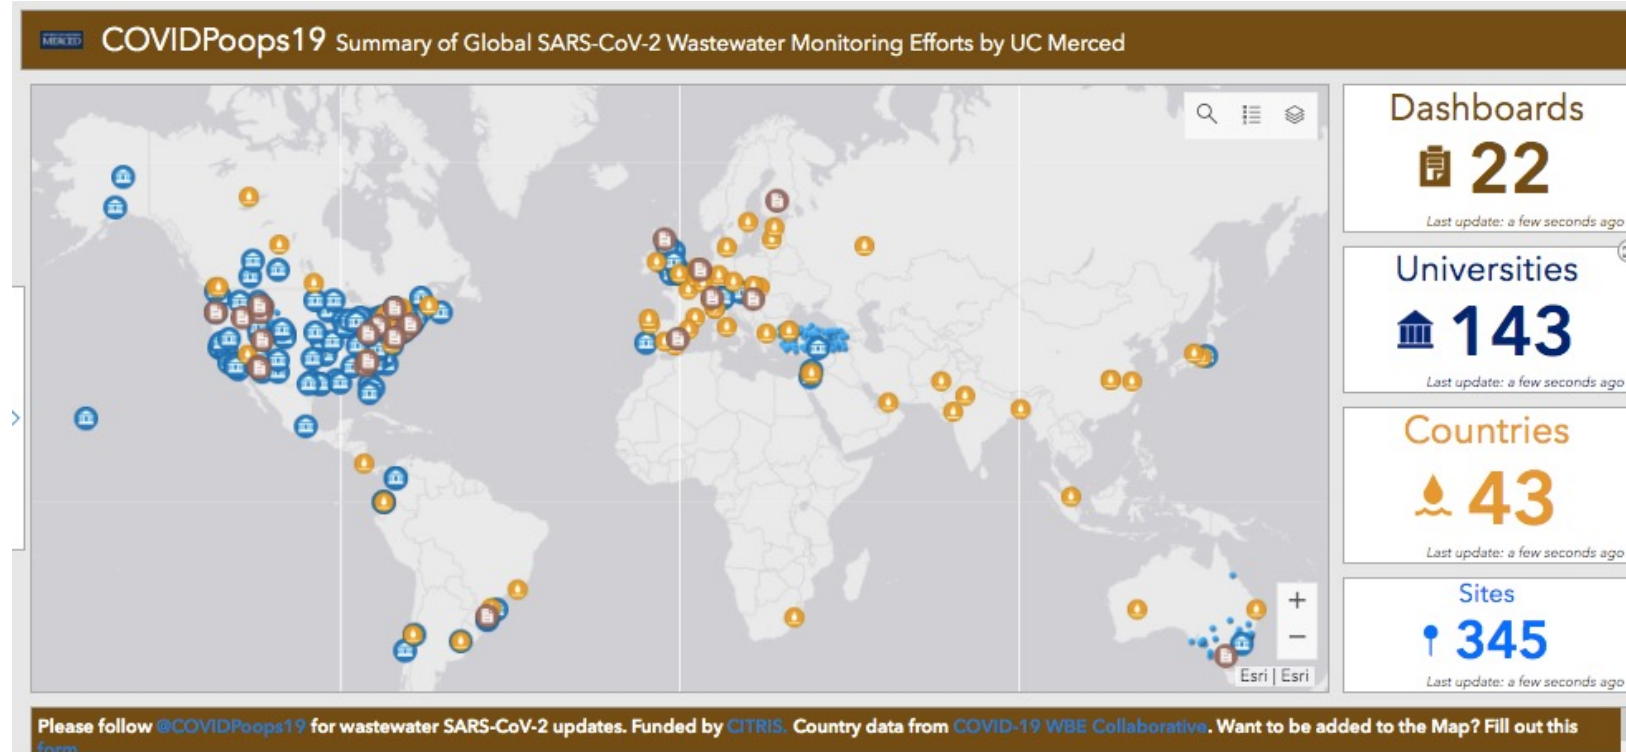 MERCED
COVIDPoops19 Summary of Global SARS-CoV-2 Wastewater Monitoring Efforts by UC Merced
Dashboards
22
Last update: a few seconds ago
Universities
143
Last update: a few seconds ago
Countries
43
Last update: a few seconds ago
Sites
345
Last update: a few seconds ago
+
−
Esri | Esri
Please follow @COVIDPoops19 for wastewater SARS-CoV-2 updates. Funded by CITRIS. Country data from COVID-19 WBE Collaborative. Want to be added to the Map? Fill out this
form